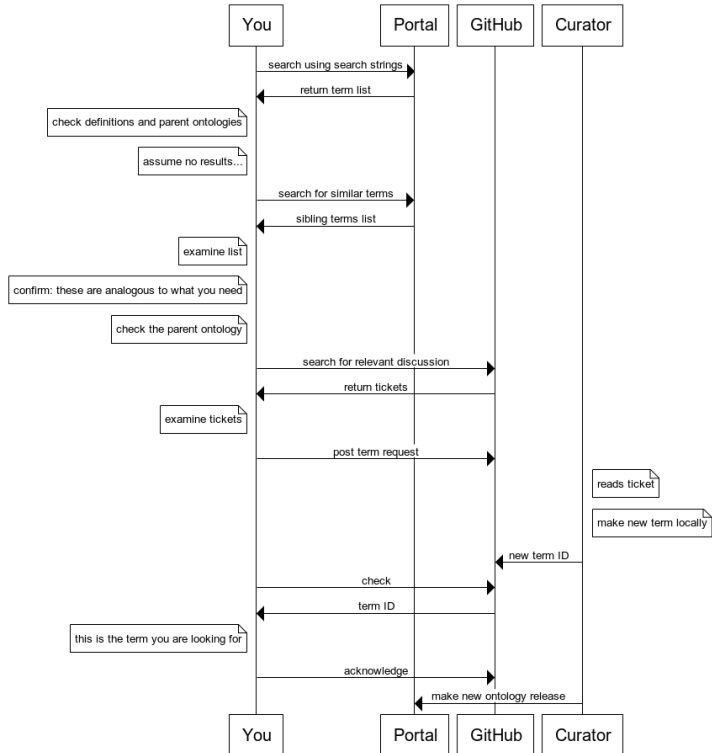 You
Portal
GitHub
Curator
search using search strings
return term list
check definitions and parent ontologies
assume no results...
search for similar terms
sibling terms list
examine list
confirm: these are analogous to what you need
check the parent ontology
search for relevant discussion
return tickets
examine tickets
post term request
reads ticket
make new term locally
new term ID
check
term ID
this is the term you are looking for
acknowledge
make new ontology release
You
Portal
GitHub
Curator